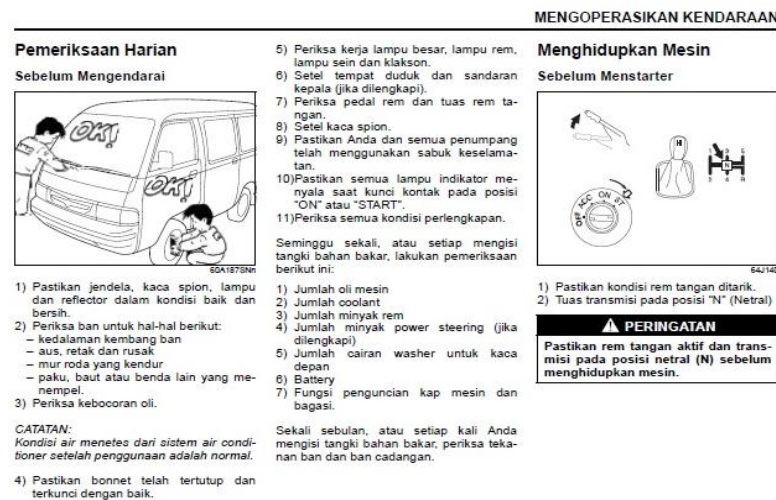 MENGOPERASIKAN KENDARAAN
Pemeriksaan Harian
Sebelum Mengendarai
OK!
OK!
60A187SNn
1) Pastikan jendela, kaca spion, lampu
dan reflector dalam kondisi baik dan
bersih.
2) Periksa ban untuk hal-hal berikut:
– kedalaman kembang ban
– aus, retak dan rusak
– mur roda yang kendur
– paku, baut atau benda lain yang me-
nempel.
3) Periksa kebocoran oli.
CATATAN:
Kondisi air menetes dari sistem air condi-
tioner setelah penggunaan adalah normal.
4) Pastikan bonnet telah tertutup dan
terkunci dengan baik.
5) Periksa kerja lampu besar, lampu rem,
lampu sein dan klakson.
6) Setel tempat duduk dan sandaran
kepala (jika dilengkapi).
7) Periksa pedal rem dan tuas rem ta-
ngan.
8) Setel kaca spion.
9) Pastikan Anda dan semua penumpang
telah menggunakan sabuk keselama-
tan.
10)Pastikan semua lampu indikator me-
nyala saat kunci kontak pada posisi
"ON" atau "START".
11)Periksa semua kondisi perlengkapan.
Seminggu sekali, atau setiap mengisi
tangki bahan bakar, lakukan pemeriksaan
berikut ini:
1) Jumlah oli mesin
2) Jumlah coolant
3) Jumlah minyak rem
4) Jumlah minyak power steering (jika
dilengkapi)
5) Jumlah cairan washer untuk kaca
depan
6) Battery
7) Fungsi penguncian kap mesin dan
bagasi.
Sekali sebulan, atau setiap kali Anda
mengisi tangki bahan bakar, periksa teka-
nan ban dan ban cadangan.
Menghidupkan Mesin
Sebelum Menstarter
1 3 5
N
2 4 R
OFF ACC ON ST
64J140
1) Pastikan kondisi rem tangan ditarik.
2) Tuas transmisi pada posisi "N" (Netral)
PERINGATAN
Pastikan rem tangan aktif dan trans-
misi pada posisi netral (N) sebelum
menghidupkan mesin.